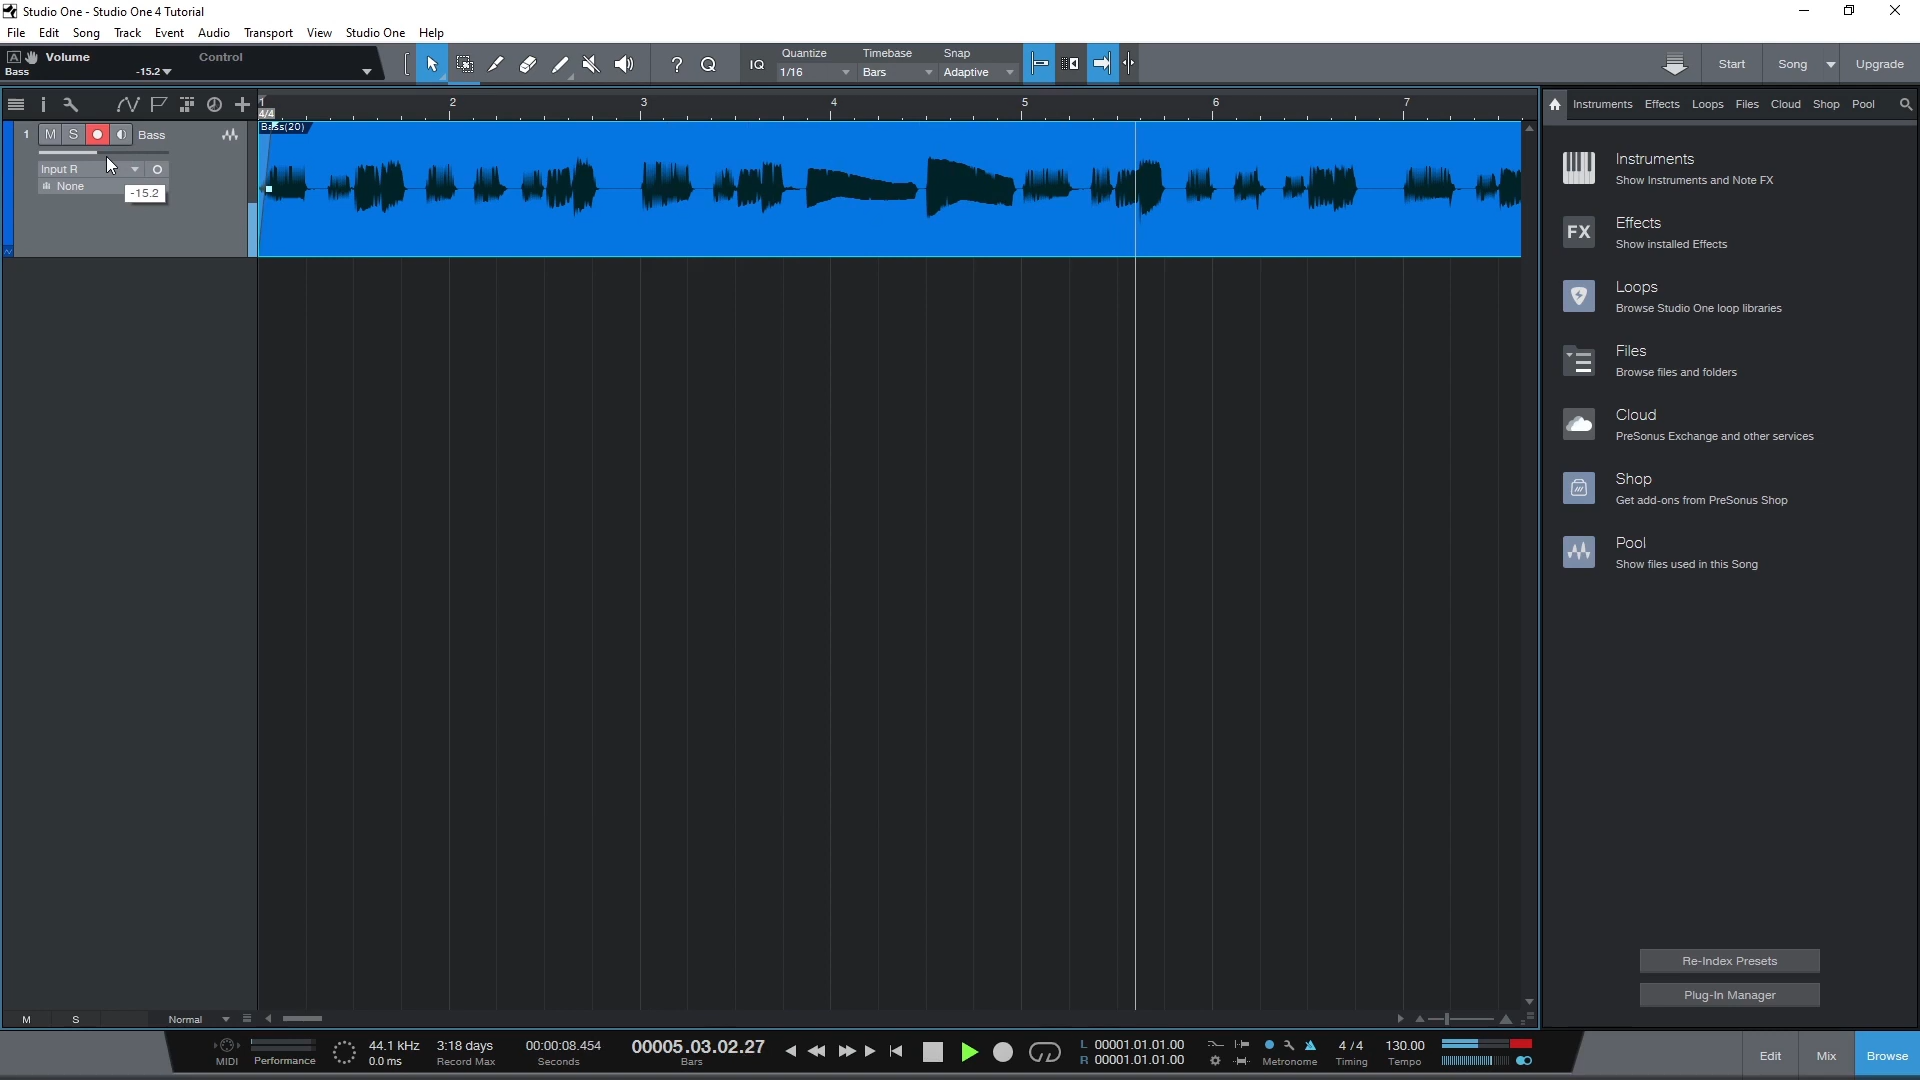 Studio One - Studio One 4 Tutorial
File Edit Song Track Event Audio Transport View Studio One Help
A Volume Control
Bass -15.2
IQ Quantize Timebase Snap
1/16 Bars Adaptive
Start Song Upgrade
1 2 3 4 5 6 7
4/4
Instruments Effects Loops Files Cloud Shop Pool
1 M S Bass
Bass(20)
Input R
None
-15.2
Instruments
Show Instruments and Note FX
FX Effects
Show installed Effects
Loops
Browse Studio One loop libraries
Files
Browse files and folders
Cloud
PreSonus Exchange and other services
Shop
Get add-ons from PreSonus Shop
Pool
Show files used in this Song
Re-Index Presets
Plug-In Manager
M S Normal
MIDI Performance
44.1 kHz 3:18 days 00:00:08.454 00005.03.02.27
0.0 ms Record Max Seconds Bars
L 00001.01.01.00
R 00001.01.01.00
Metronome
4 / 4 130.00
Timing Tempo
Edit Mix Browse